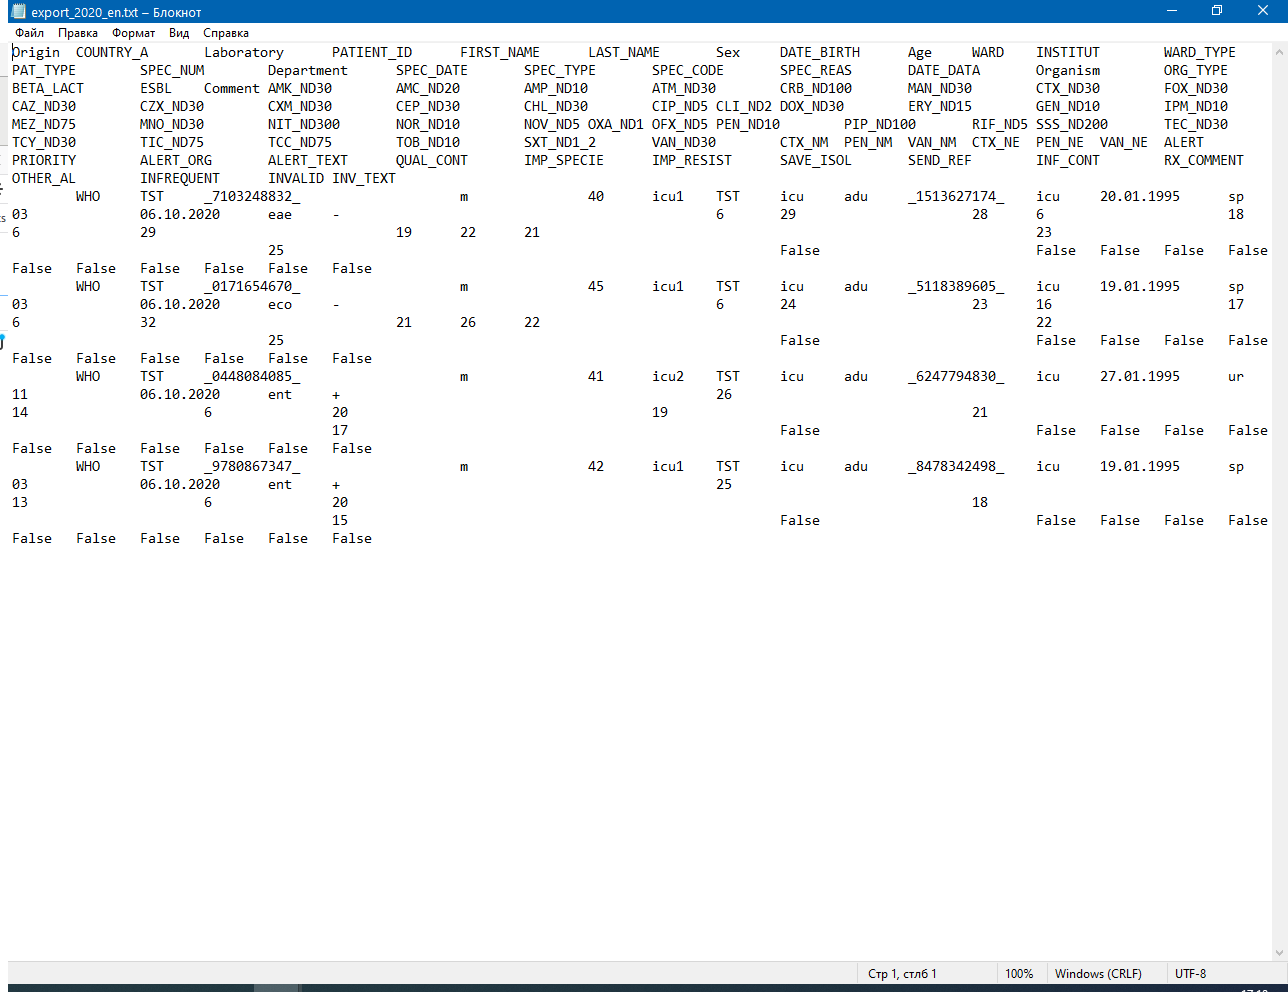 export_2020_en.txt – Блокнот
Файл Правка Формат Вид Справка
Origin COUNTRY_A Laboratory PATIENT_ID FIRST_NAME LAST_NAME Sex DATE_BIRTH Age WARD INSTITUT WARD_TYPE
PAT_TYPE SPEC_NUM Department SPEC_DATE SPEC_TYPE SPEC_CODE SPEC_REAS DATE_DATA Organism ORG_TYPE
BETA_LACT ESBL Comment AMK_ND30 AMC_ND20 AMP_ND10 ATM_ND30 CRB_ND100 MAN_ND30 CTX_ND30 FOX_ND30
CAZ_ND30 CZX_ND30 CXM_ND30 CEP_ND30 CHL_ND30 CIP_ND5 CLI_ND2 DOX_ND30 ERY_ND15 GEN_ND10 IPM_ND10
MEZ_ND75 MNO_ND30 NIT_ND300 NOR_ND10 NOV_ND5 OXA_ND1 OFX_ND5 PEN_ND10 PIP_ND100 RIF_ND5 SSS_ND200 TEC_ND30
TCY_ND30 TIC_ND75 TCC_ND75 TOB_ND10 SXT_ND1_2 VAN_ND30 CTX_NM PEN_NM VAN_NM CTX_NE PEN_NE VAN_NE ALERT
PRIORITY ALERT_ORG ALERT_TEXT QUAL_CONT IMP_SPECIE IMP_RESIST SAVE_ISOL SEND_REF INF_CONT RX_COMMENT
OTHER_AL INFREQUENT INVALID INV_TEXT
WHO TST _7103248832_ m 40 icu1 TST icu adu _1513627174_ icu 20.01.1995 sp
03 06.10.2020 eae - 6 29 28 6 18
6 29 19 22 21 23
25 False False False False False
False False False False False False
WHO TST _0171654670_ m 45 icu1 TST icu adu _5118389605_ icu 19.01.1995 sp
03 06.10.2020 eco - 6 24 23 16 17
6 32 21 26 22 22
25 False False False False False
False False False False False False
WHO TST _0448084085_ m 41 icu2 TST icu adu _6247794830_ icu 27.01.1995 ur
11 06.10.2020 ent + 26
14 6 20 19 21
17 False False False False False
False False False False False False
WHO TST _9780867347_ m 42 icu1 TST icu adu _8478342498_ icu 19.01.1995 sp
03 06.10.2020 ent + 25
13 6 20 18
15 False False False False False
False False False False False False
Стр 1, стлб 1 100% Windows (CRLF) UTF-8